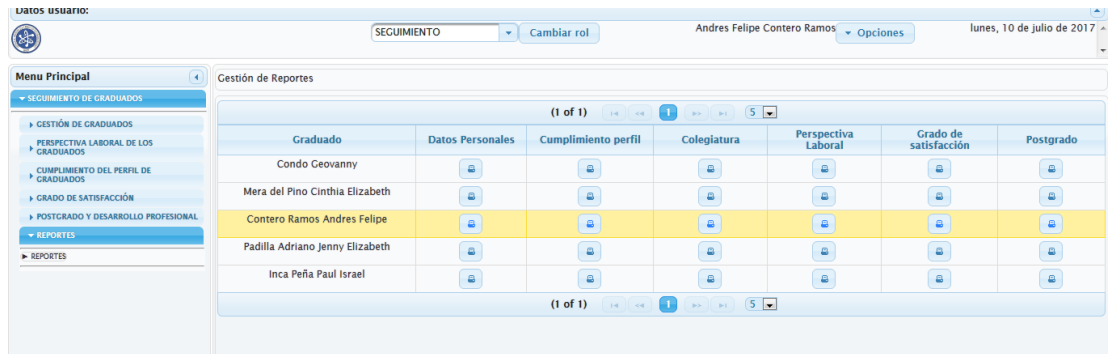 Datos usuario:
SEGUIMIENTO
Cambiar rol
Andres Felipe Contero Ramos
Opciones
lunes, 10 de julio de 2017
Menu Principal
SEGUIMIENTO DE GRADUADOS
GESTIÓN DE GRADUADOS
PERSPECTIVA LABORAL DE LOS
GRADUADOS
CUMPLIMIENTO DEL PERFIL DE
GRADUADOS
GRADO DE SATISFACCIÓN
POSTGRADO Y DESARROLLO PROFESIONAL
REPORTES
REPORTES
Gestión de Reportes
(1 of 1) 1 5
Graduado Datos Personales Cumplimiento perfil Colegiatura Perspectiva Laboral Grado de satisfacción Postgrado
Condo Geovanny
Mera del Pino Cinthia Elizabeth
Contero Ramos Andres Felipe
Padilla Adriano Jenny Elizabeth
Inca Peña Paul Israel
(1 of 1) 1 5